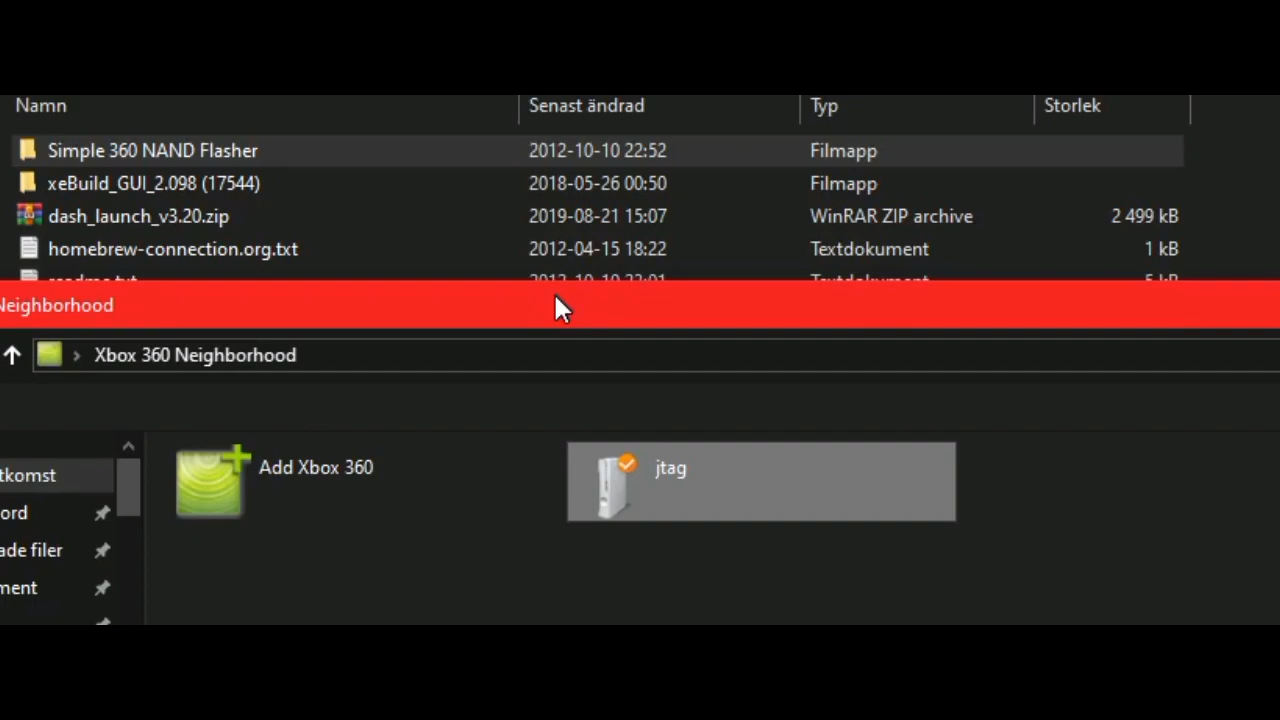 Namn Senast ändrad Typ Storlek
Simple 360 NAND Flasher 2012-10-10 22:52 Filmapp
xeBuild_GUI_2.098 (17544) 2018-05-26 00:50 Filmapp
dash_launch_v3.20.zip 2019-08-21 15:07 WinRAR ZIP archive 2 499 kB
homebrew-connection.org.txt 2012-04-15 18:22 Textdokument 1 kB
Neighborhood
Xbox 360 Neighborhood
Add Xbox 360 jtag
tkomst
ord
ade filer
ment